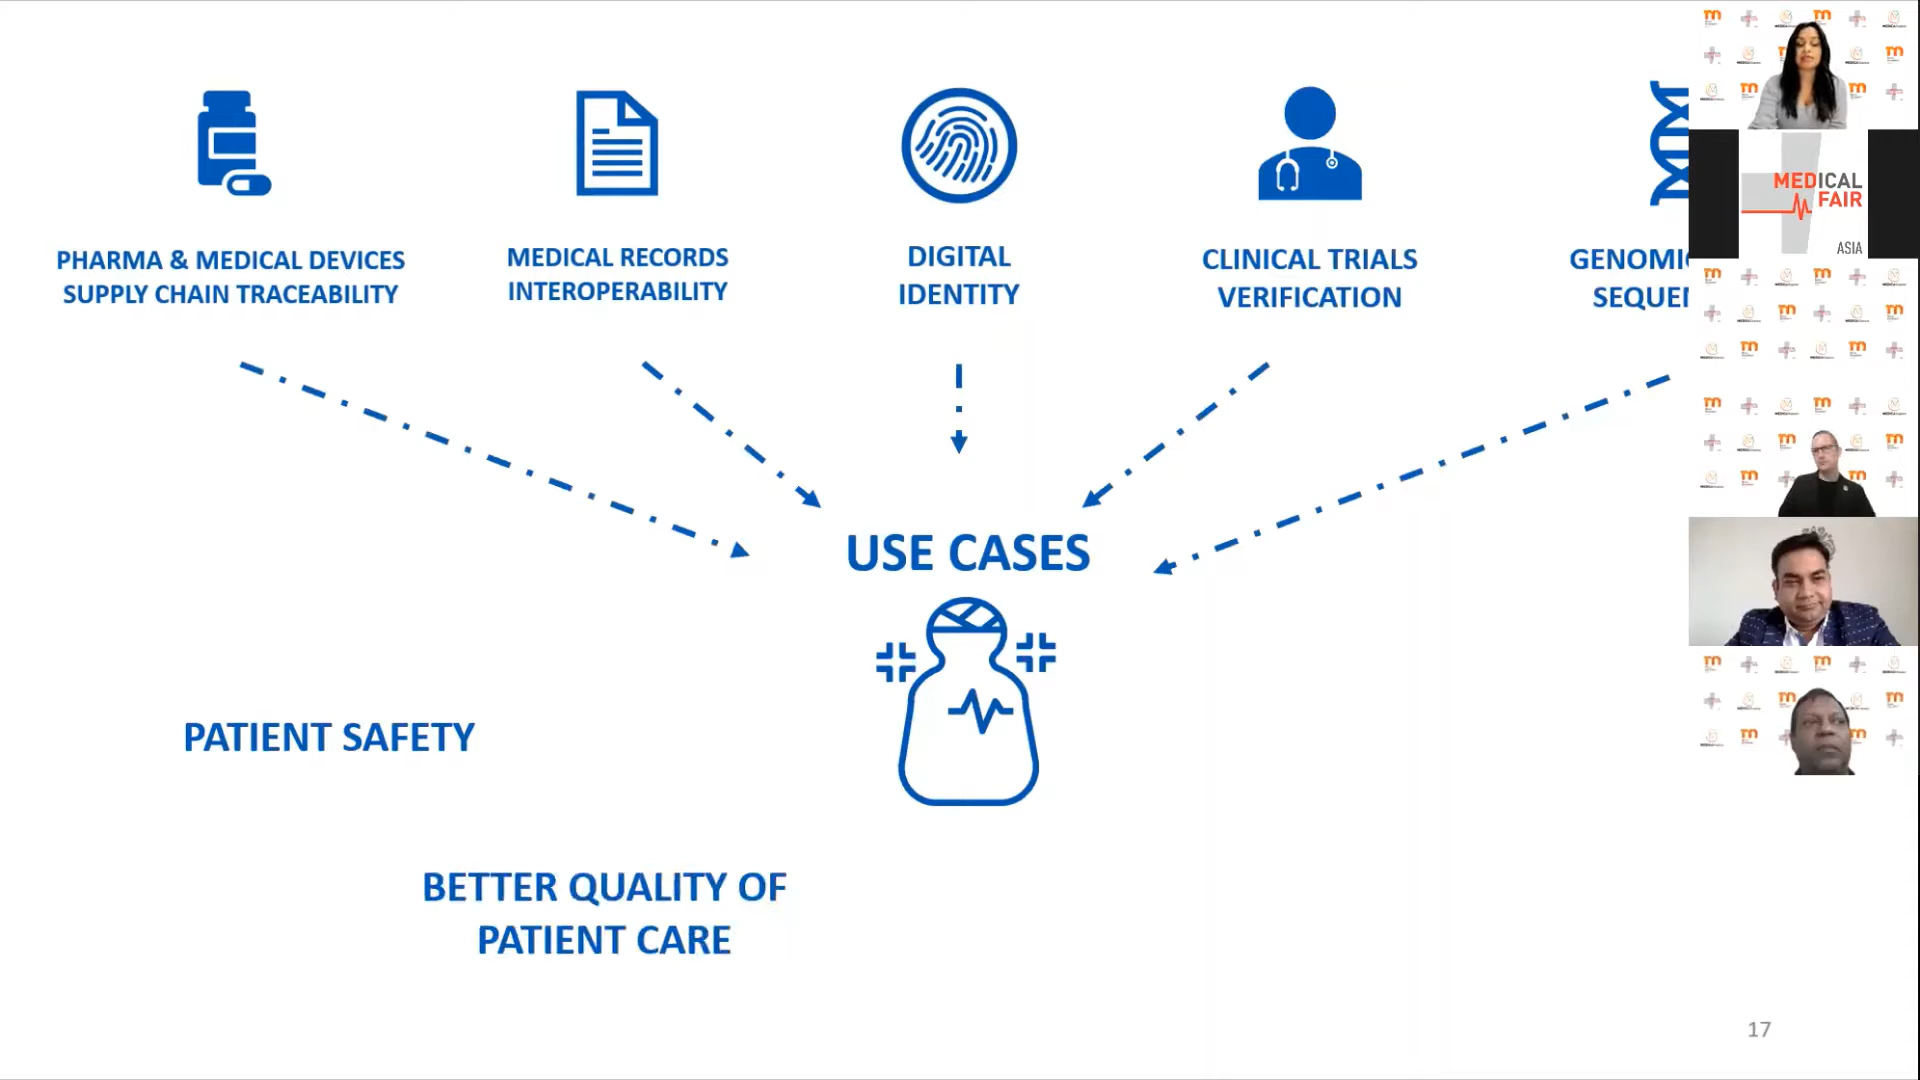 PHARMA & MEDICAL DEVICES
SUPPLY CHAIN TRACEABILITY
MEDICAL RECORDS
INTEROPERABILITY
DIGITAL
IDENTITY
CLINICAL TRIALS
VERIFICATION
USE CASES
PATIENT SAFETY
BETTER QUALITY OF
PATIENT CARE
17
MEDICAL
FAIR
ASIA